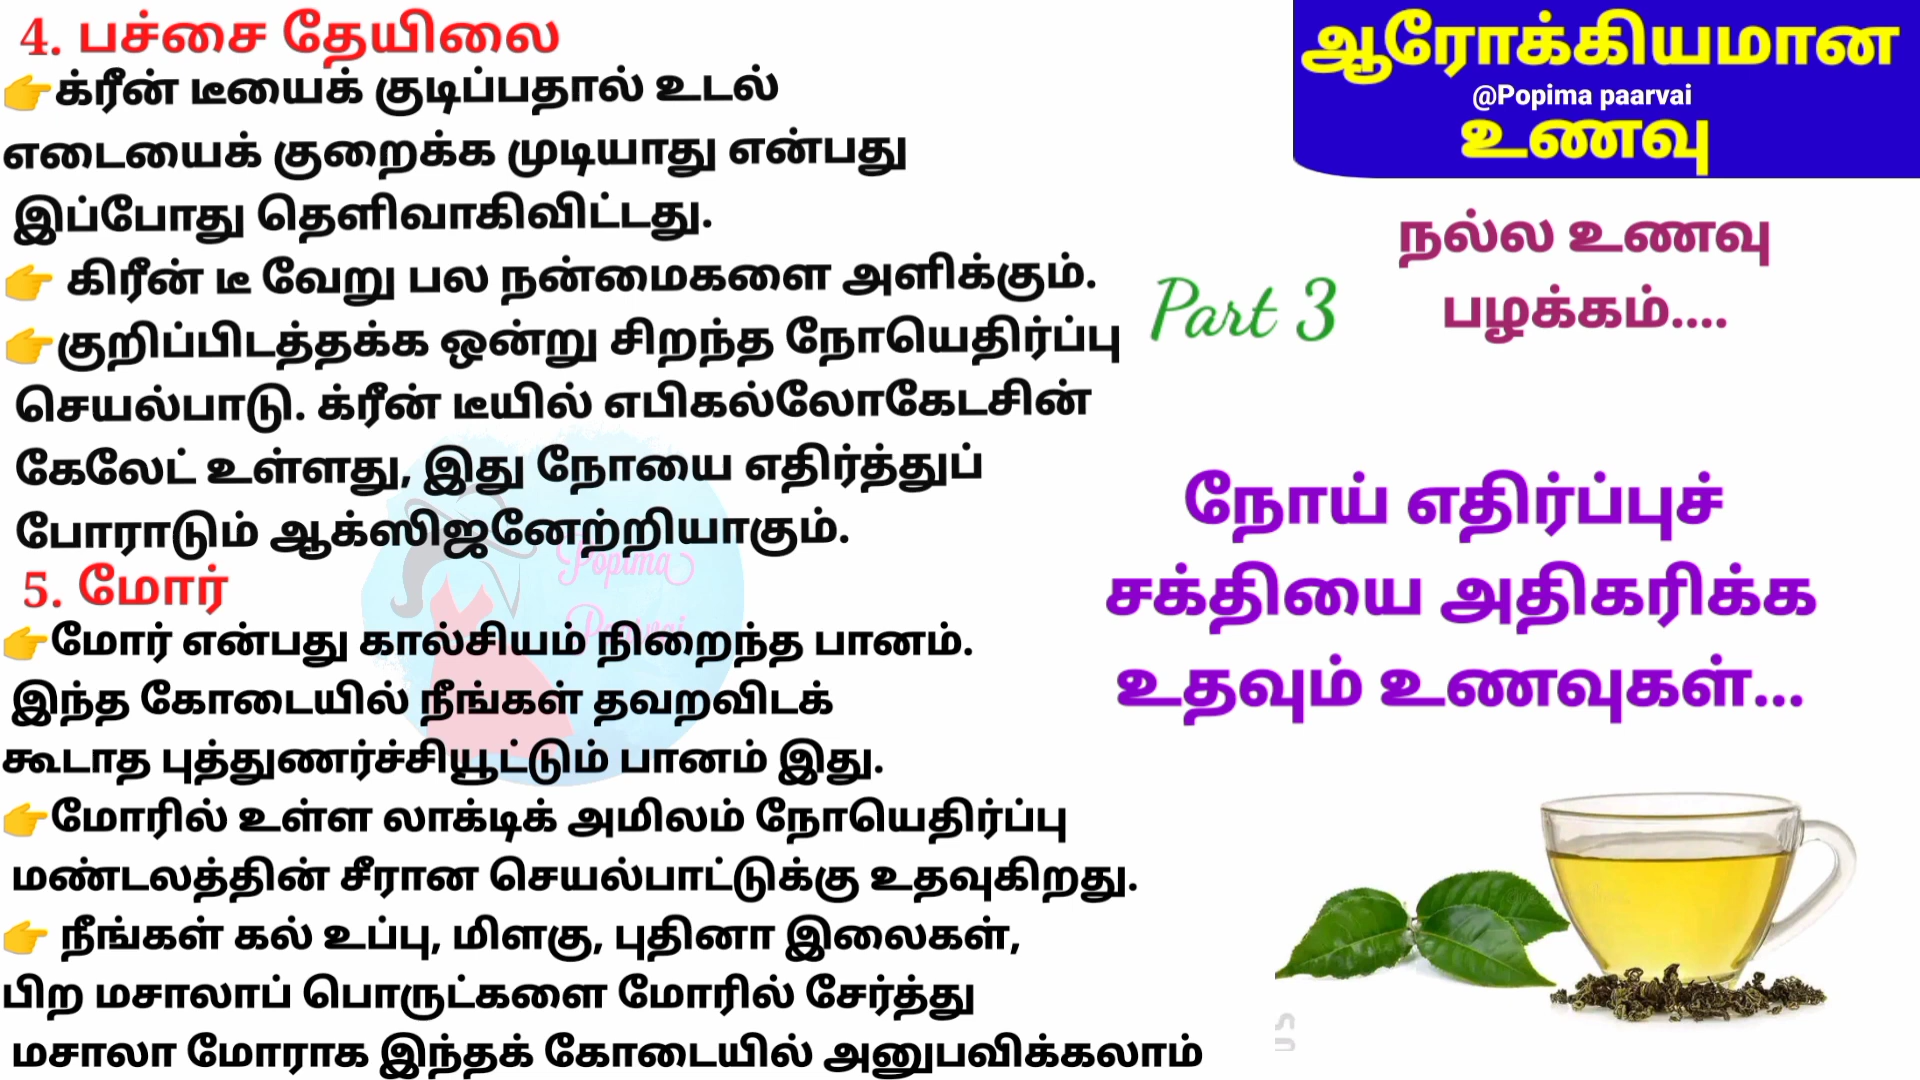 4. பச்சை தேயிலை
👉க்ரீன் டீயைக் குடிப்பதால் உடல்
எடையைக் குறைக்க முடியாது என்பது
இப்போது தெளிவாகிவிட்டது.
👉 கிரீன் டீ வேறு பல நன்மைகளை அளிக்கும்.
👉குறிப்பிடத்தக்க ஒன்று சிறந்த நோயெதிர்ப்பு
செயல்பாடு. க்ரீன் டீயில் எபிகல்லோகேடசின்
கேலேட் உள்ளது, இது நோயை எதிர்த்துப்
போராடும் ஆக்ஸிஜனேற்றியாகும்.
5. மோர்
👉மோர் என்பது கால்சியம் நிறைந்த பானம்.
இந்த கோடையில் நீங்கள் தவறவிடக்
கூடாத புத்துணர்ச்சியூட்டும் பானம் இது.
👉மோரில் உள்ள லாக்டிக் அமிலம் நோயெதிர்ப்பு
மண்டலத்தின் சீரான செயல்பாட்டுக்கு உதவுகிறது.
👉 நீங்கள் கல் உப்பு, மிளகு, புதினா இலைகள்,
பிற மசாலாப் பொருட்களை மோரில் சேர்த்து
மசாலா மோராக இந்தக் கோடையில் அனுபவிக்கலாம்
ஆரோக்கியமான
@Popima paarvai
உணவு
நல்ல உணவு
பழக்கம்....
Part 3
நோய் எதிர்ப்புச்
சக்தியை அதிகரிக்க
உதவும் உணவுகள்...
Popima